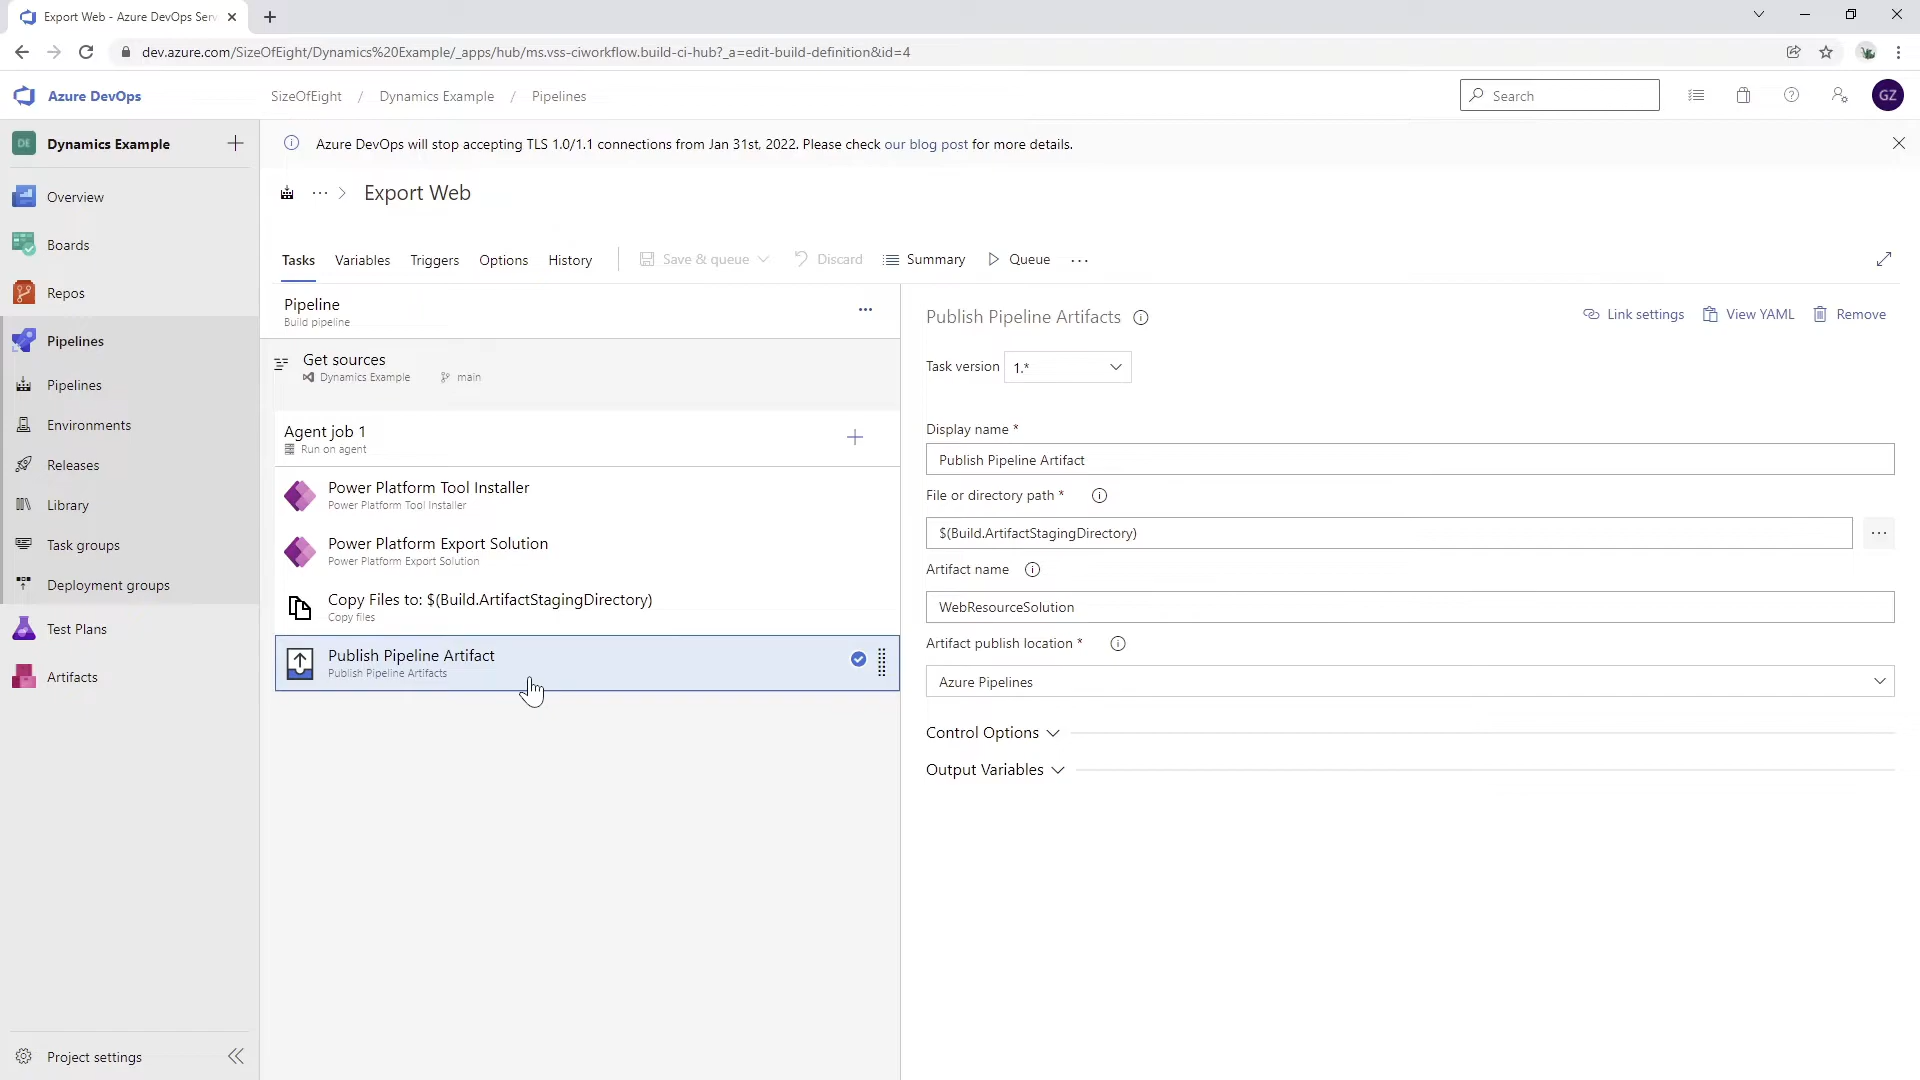 Export Web - Azure DevOps Serv
dev.azure.com/SizeOfEight/Dynamics%20Example/_apps/hub/ms.vss-ciworkflow.build-ci-hub?_a=edit-build-definition&id=4
Azure DevOps
SizeOfEight / Dynamics Example / Pipelines
Search
GZ
DE Dynamics Example
Azure DevOps will stop accepting TLS 1.0/1.1 connections from Jan 31st, 2022. Please check our blog post for more details.
Overview
Boards
Repos
Pipelines
Pipelines
Environments
Releases
Library
Task groups
Deployment groups
Test Plans
Artifacts
Project settings
Export Web
Tasks Variables Triggers Options History Save & queue Discard Summary Queue
Pipeline
Build pipeline
Get sources
Dynamics Example main
Agent job 1
Run on agent
Power Platform Tool Installer
Power Platform Tool Installer
Power Platform Export Solution
Power Platform Export Solution
Copy Files to: $(Build.ArtifactStagingDirectory)
Copy files
Publish Pipeline Artifact
Publish Pipeline Artifacts
Publish Pipeline Artifacts
Link settings View YAML Remove
Task version 1.*
Display name *
Publish Pipeline Artifact
File or directory path *
$(Build.ArtifactStagingDirectory)
Artifact name
WebResourceSolution
Artifact publish location *
Azure Pipelines
Control Options
Output Variables